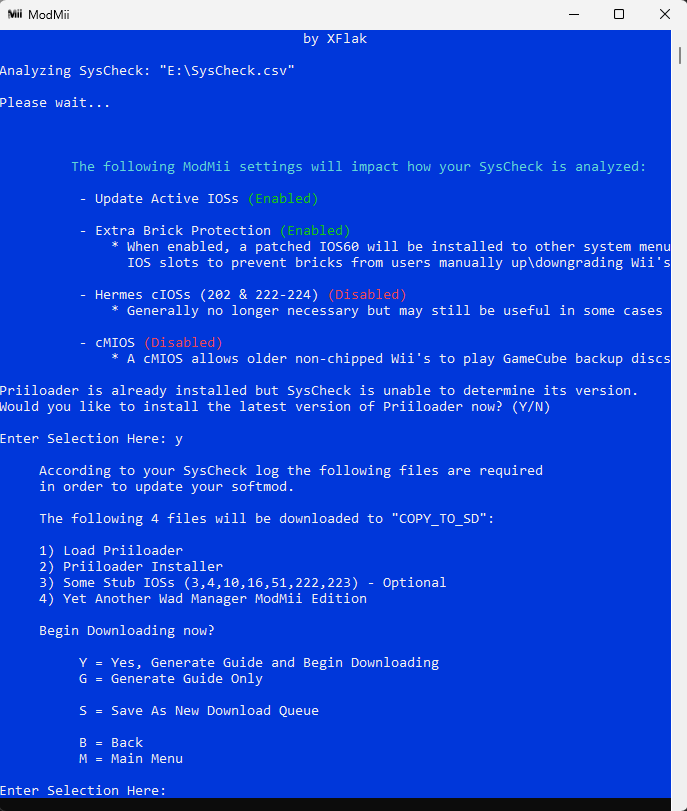 Mii ModMii
by XFlak
Analyzing SysCheck: "E:\SysCheck.csv"
Please wait...
The following ModMii settings will impact how your SysCheck is analyzed:
- Update Active IOSs (Enabled)
- Extra Brick Protection (Enabled)
* When enabled, a patched IOS60 will be installed to other system menu
IOS slots to prevent bricks from users manually up\downgrading Wii's
- Hermes cIOSs (202 & 222-224) (Disabled)
* Generally no longer necessary but may still be useful in some cases
- cMIOS (Disabled)
* A cMIOS allows older non-chipped Wii's to play GameCube backup discs
Priiloader is already installed but SysCheck is unable to determine its version.
Would you like to install the latest version of Priiloader now? (Y/N)
Enter Selection Here: y
According to your SysCheck log the following files are required
in order to update your softmod.
The following 4 files will be downloaded to "COPY_TO_SD":
1) Load Priiloader
2) Priiloader Installer
3) Some Stub IOSs (3,4,10,16,51,222,223) - Optional
4) Yet Another Wad Manager ModMii Edition
Begin Downloading now?
Y = Yes, Generate Guide and Begin Downloading
G = Generate Guide Only
S = Save As New Download Queue
B = Back
M = Main Menu
Enter Selection Here: